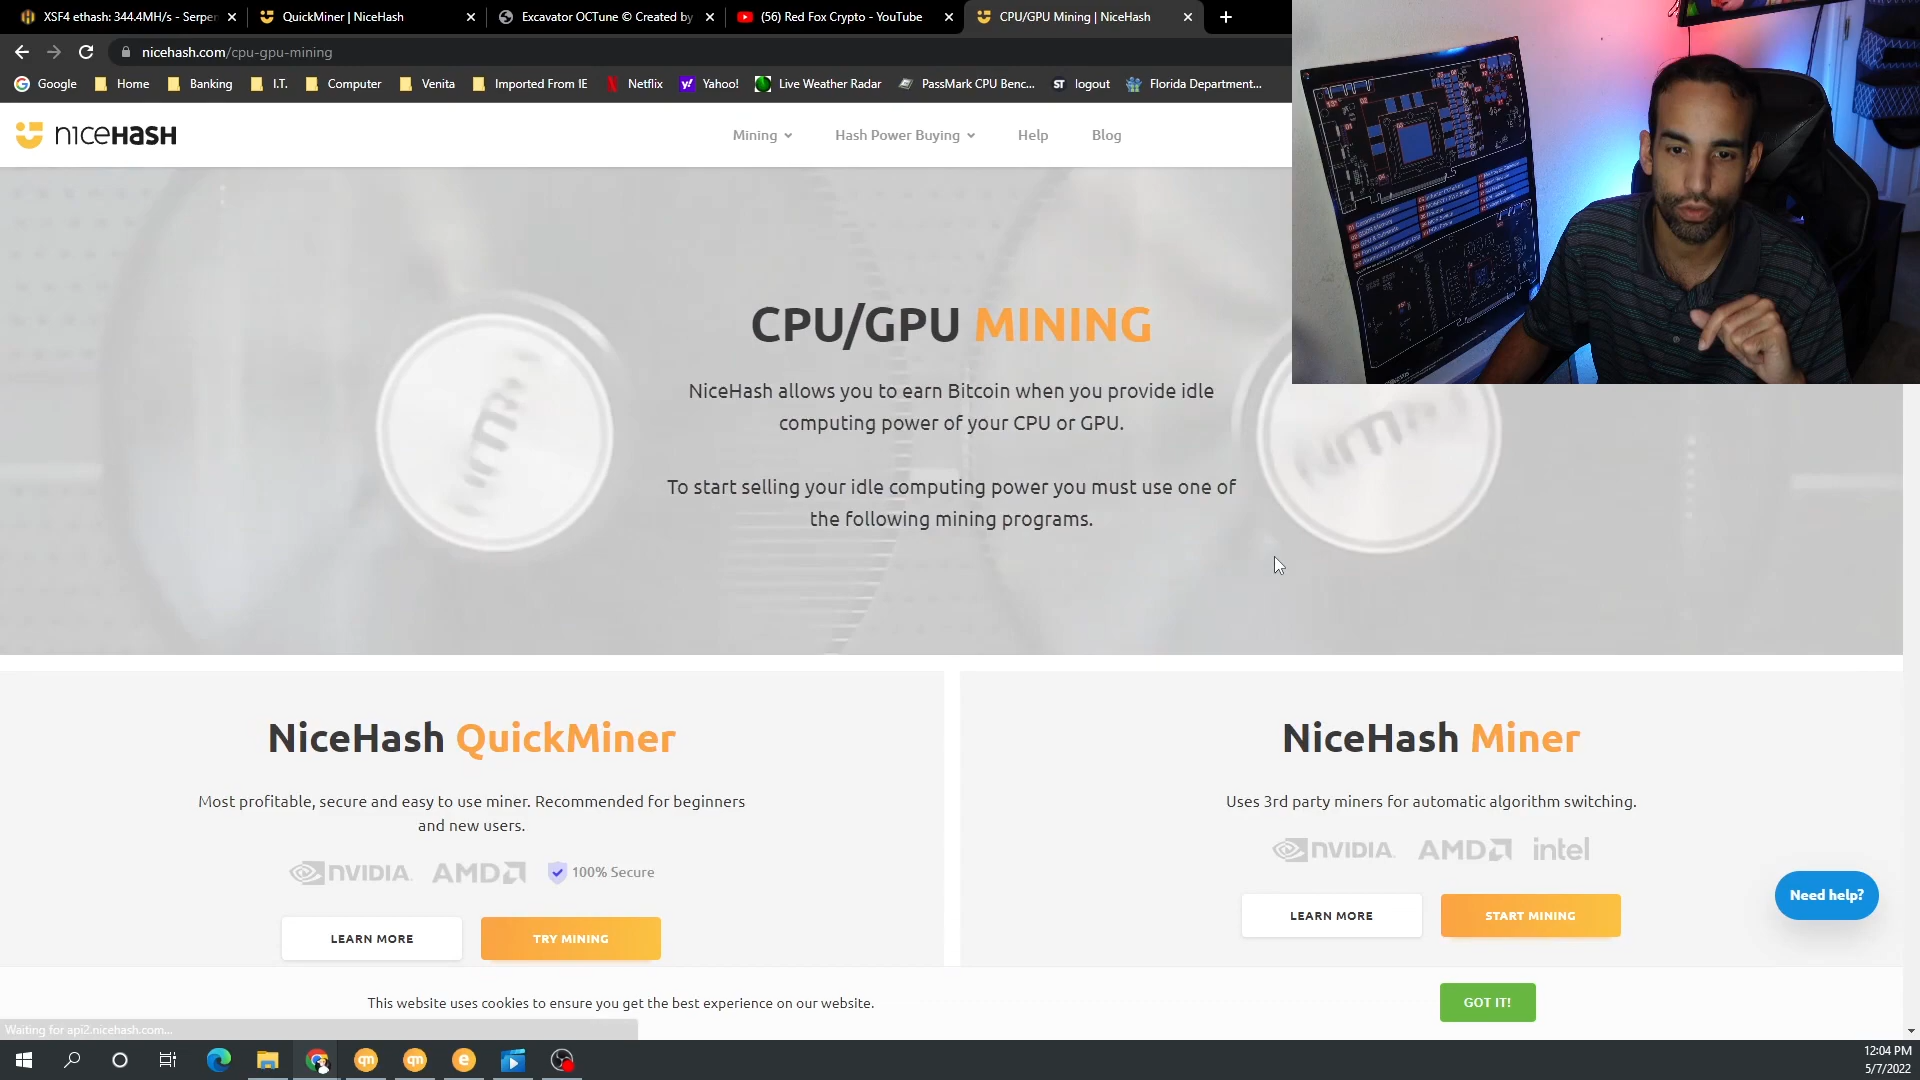 XSF4 ethash: 344.4MH/s - Serper
QuickMiner | NiceHash
Excavator OCTune © Created by
(56) Red Fox Crypto - YouTube
CPU/GPU Mining | NiceHash
nicehash.com/cpu-gpu-mining
Google
Home
Banking
I.T.
Computer
Venita
Imported From IE
Netflix
Yahoo!
Live Weather Radar
PassMark CPU Benc...
ST
logout
Florida Department...
nıceHASH
Mining
Hash Power Buying
Help
Blog
CPU/GPU MINING
NiceHash allows you to earn Bitcoin when you provide idle
computing power of your CPU or GPU.
To start selling your idle computing power you must use one of
the following mining programs.
NiceHash QuickMiner
Most profitable, secure and easy to use miner. Recommended for beginners
and new users.
NVIDIA.
AMD
100% Secure
LEARN MORE
TRY MINING
NiceHash Miner
Uses 3rd party miners for automatic algorithm switching.
NVIDIA.
AMD
intel
LEARN MORE
START MINING
Need help?
This website uses cookies to ensure you get the best experience on our website.
GOT IT!
Waiting for api2.nicehash.com...
qm
qm
e
12:04 PM
5/7/2022